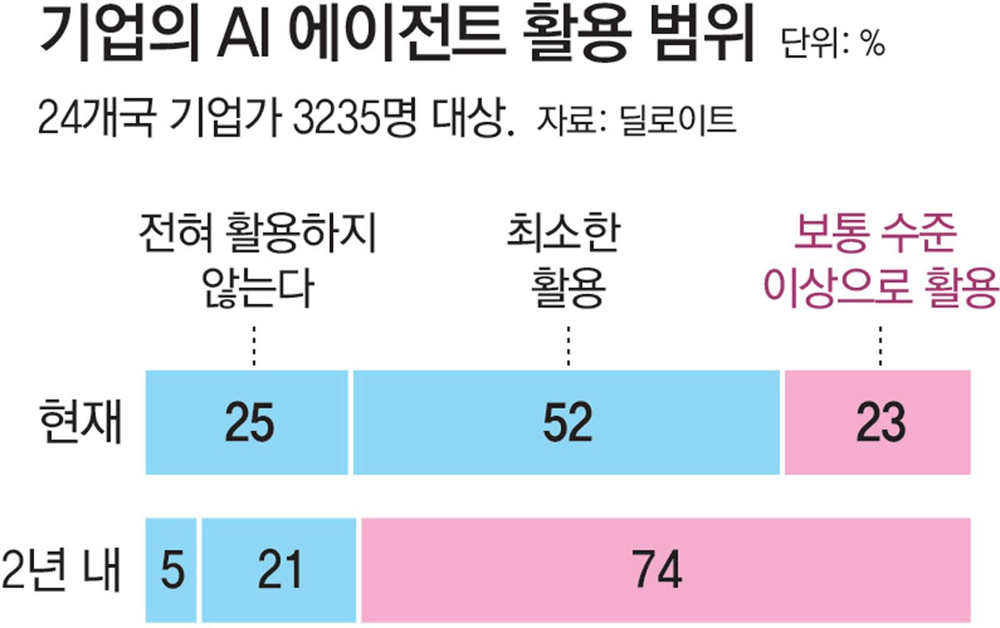 기업의 AI 에이전트 활용 범위 단위: %
24개국 기업가 3235명 대상. 자료: 딜로이트
전혀 활용하지
않는다
최소한
활용
보통 수준
이상으로 활용
현재 25 52 23
2년 내 5 21 74